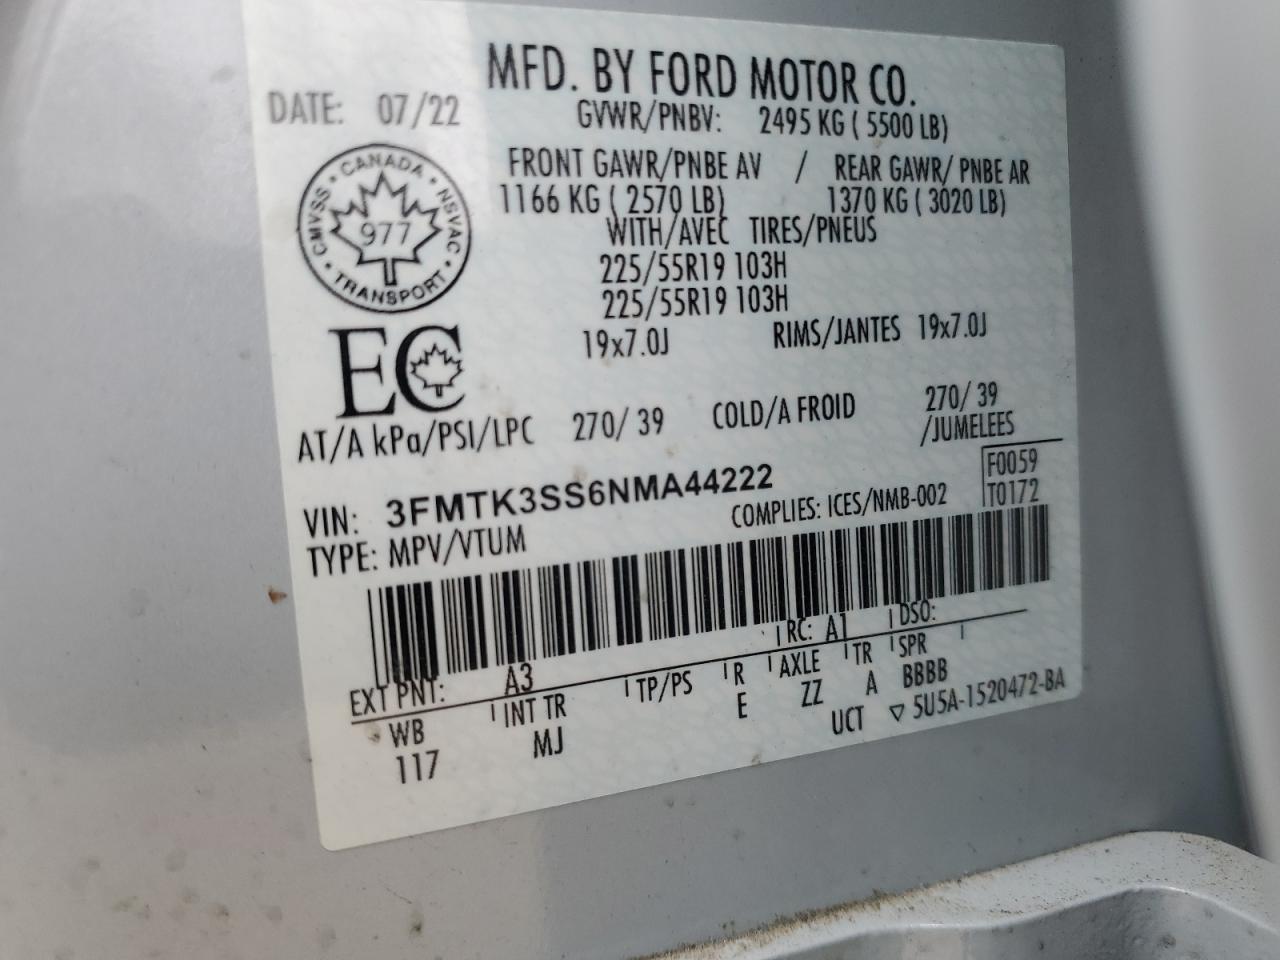 MFD. BY FORD MOTOR CO.
DATE: 07/22
GVWR/PNBV: 2495 KG ( 5500 LB)
FRONT GAWR/PNBE AV / REAR GAWR/ PNBE AR
1166 KG ( 2570 LB) 1370 KG ( 3020 LB)
WITH/AVEC TIRES/PNEUS
225/55R19 103H
225/55R19 103H
19x7.0J RIMS/JANTES 19x7.0J
CANADA
CMVSS NSVAC
977
TRANSPORT
EC
AT/A kPa/PSI/LPC 270/ 39 COLD/A FROID 270/ 39
/JUMELEES
VIN: 3FMTK3SS6NMA44222
F0059
T0172
TYPE: MPV/VTUM COMPLIES: ICES/NMB-002
EXT PNT: A3 RC: A1 DSO:
WB INT TR TP/PS R AXLE TR SPR
117 MJ E ZZ A BBBB
UCT ▽ 5U5A-1520472-BA